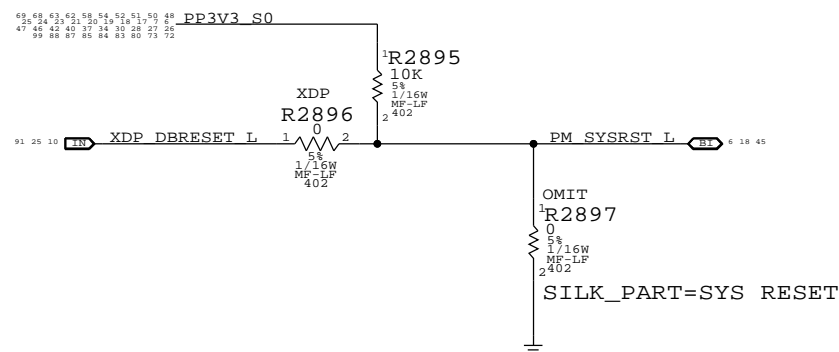 69 68 63 62 58 54 52 51 50 48
25 24 23 21 20 19 18 17 7 6
47 46 42 40 37 34 30 28 27 26
99 88 87 85 84 83 80 73 72
PP3V3_S0
1
R2895
10K
5%
1/16W
MF-LF
402
2
XDP
R2896
0
91 25 10
IN
XDP_DBRESET_L
1
2
5%
1/16W
MF-LF
402
PM_SYSRST_L
BI
6 18 45
OMIT
1
R2897
0
5%
1/16W
MF-LF
402
2
SILK_PART=SYS RESET